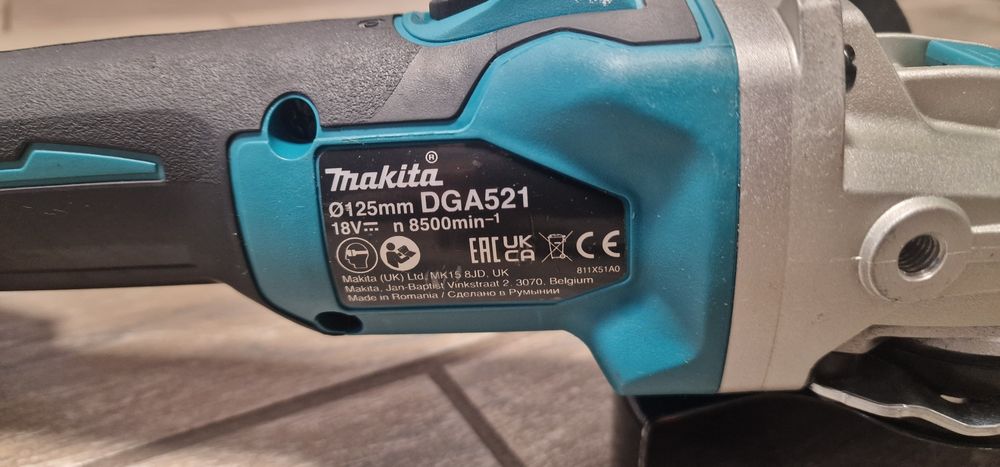 Makita®
Ø125mm DGA521
18V⎓ n 8500min⁻¹
EAC UK CA CE
811X51A0
Makita (UK) Ltd, MK15 8JD, UK
Makita, Jan-Baptist Vinkstraat 2, 3070, Belgium
Made in Romania / Сделано в Румынии